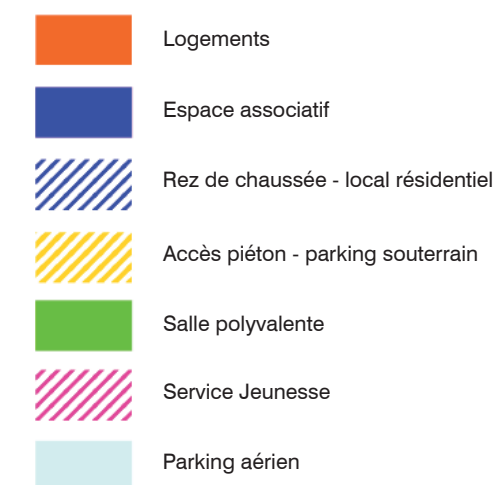 Logements
Espace associatif
Rez de chaussée - local résidentiel
Accès piéton - parking souterrain
Salle polyvalente
Service Jeunesse
Parking aérien